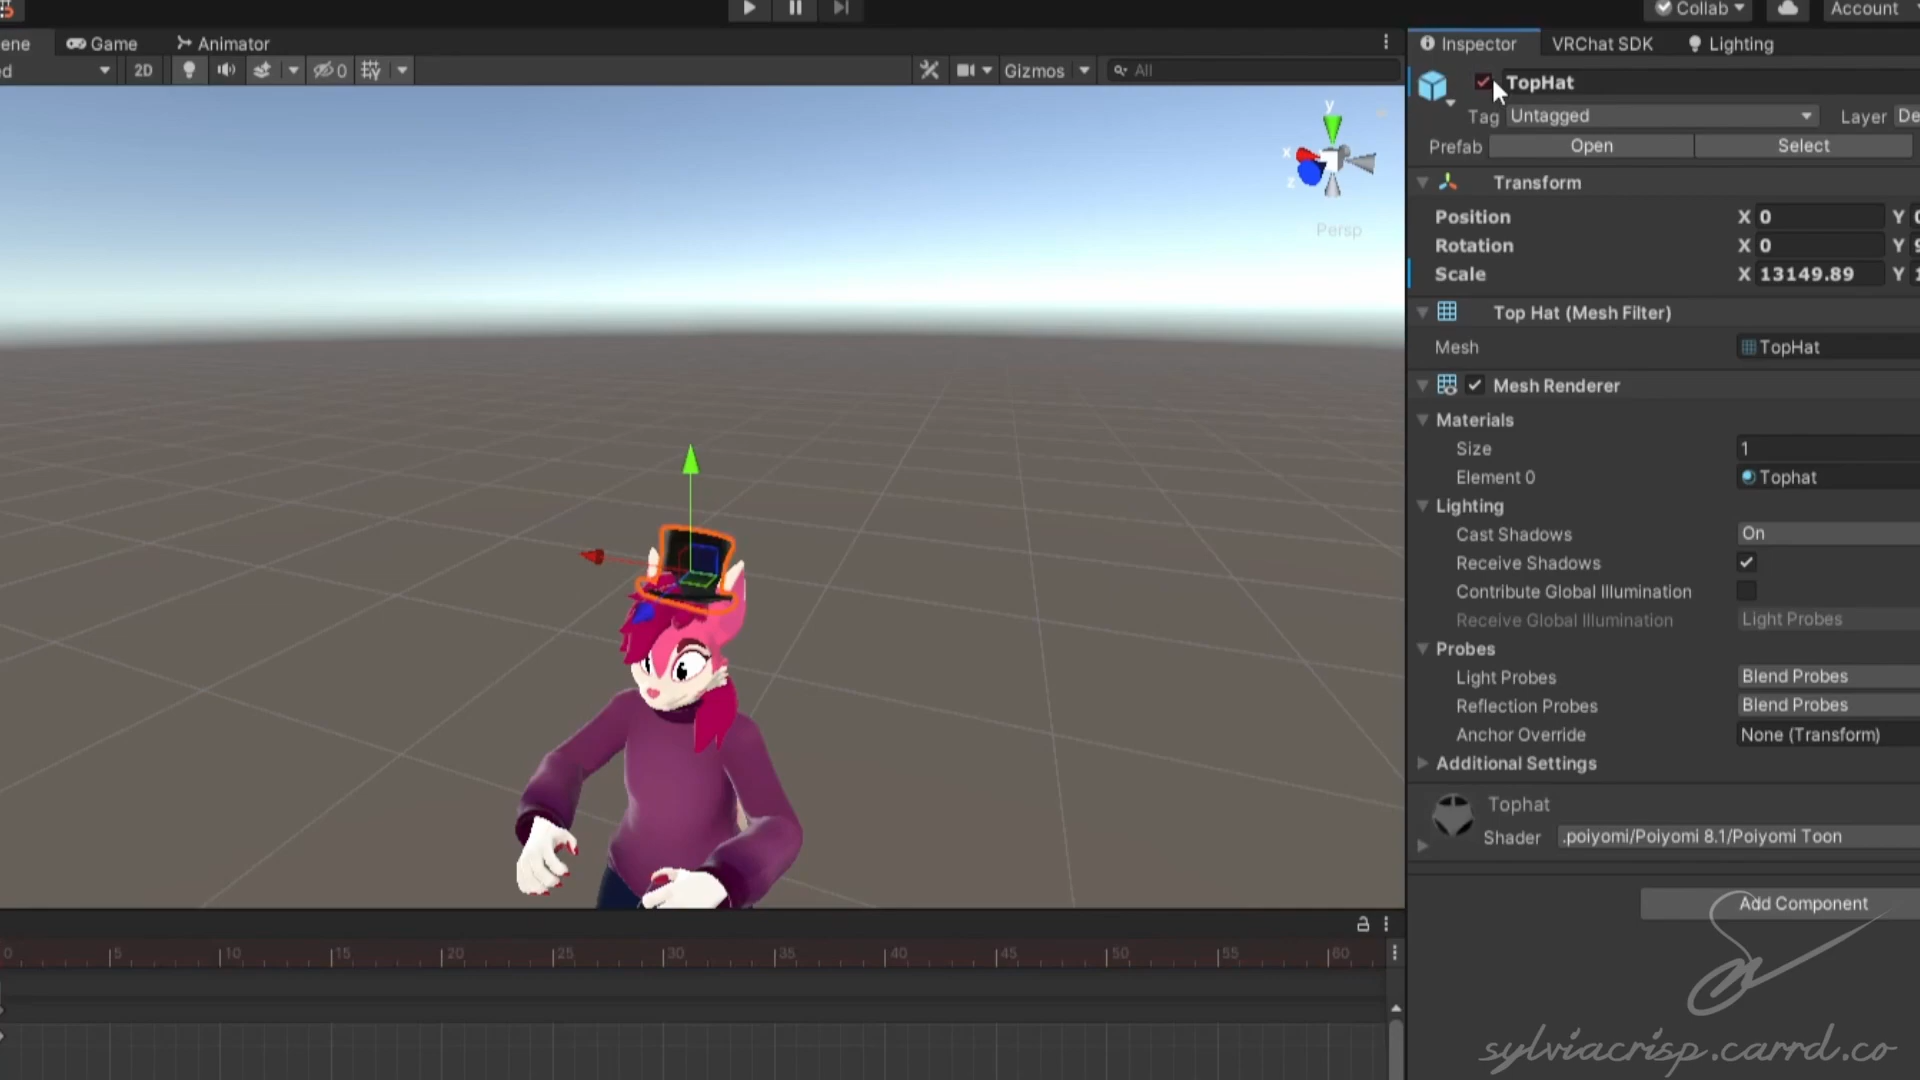 Collab
Account
ene
Game
Animator
Inspector
VRChat SDK
Lighting
d
2D
0
Gizmos
All
TopHat
Tag
Untagged
Layer
De
Prefab
Open
Select
Transform
Position
X 0
Y
Rotation
X 0
Y
Scale
X 13149.89
Y
Top Hat (Mesh Filter)
Mesh
TopHat
Mesh Renderer
Materials
Size
1
Element 0
Tophat
Lighting
Cast Shadows
On
Receive Shadows
Contribute Global Illumination
Receive Global Illumination
Light Probes
Probes
Light Probes
Blend Probes
Reflection Probes
Blend Probes
Anchor Override
None (Transform)
Additional Settings
Tophat
Shader
.poiyomi/Poiyomi 8.1/Poiyomi Toon
Add Component
y
x
z
Persp
0 5 10 15 20 25 30 35 40 45 50 55 60
sylviacrisp.carrd.co